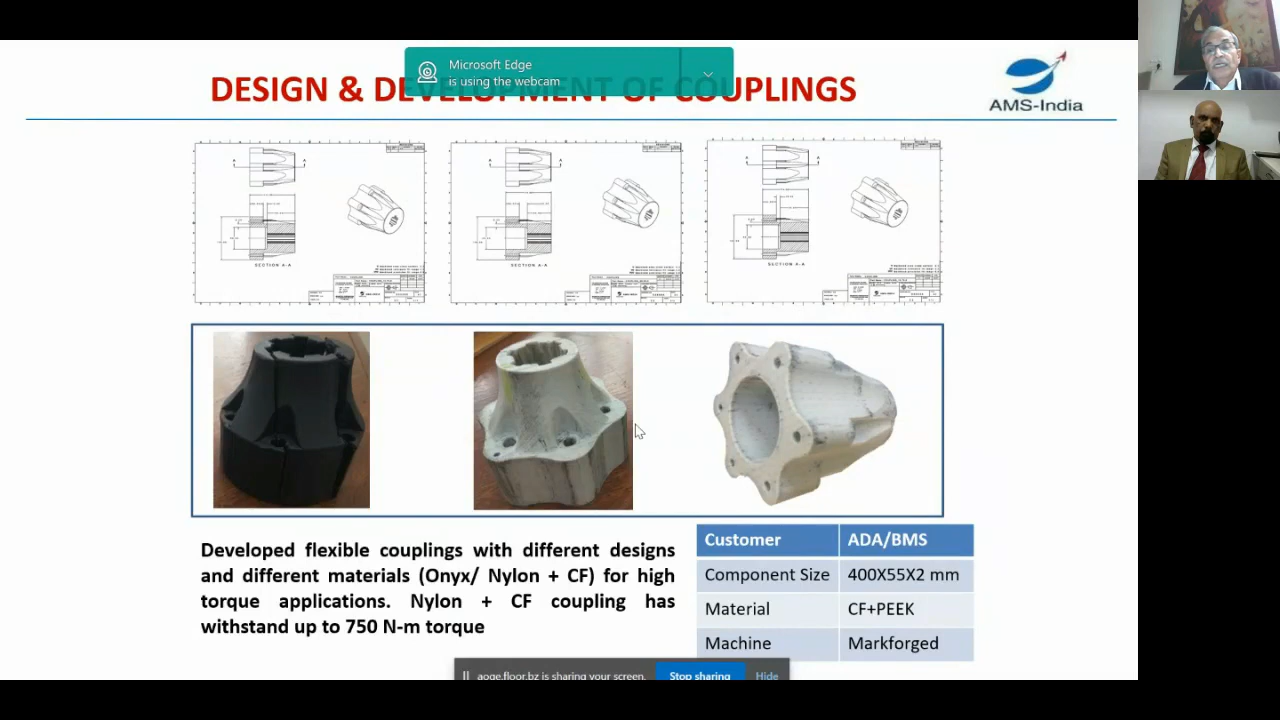 Microsoft Edge
is using the webcam
DESIGN & DEVELOPMENT OF COUPLINGS
AMS-India
SECTION A-A
SECTION A-A
SECTION A-A
Developed flexible couplings with different designs
and different materials (Onyx/ Nylon + CF) for high
torque applications. Nylon + CF coupling has
withstand up to 750 N-m torque
Customer ADA/BMS
Component Size 400X55X2 mm
Material CF+PEEK
Machine Markforged
aoge.floor.bz is sharing your screen.
Stop sharing
Hide